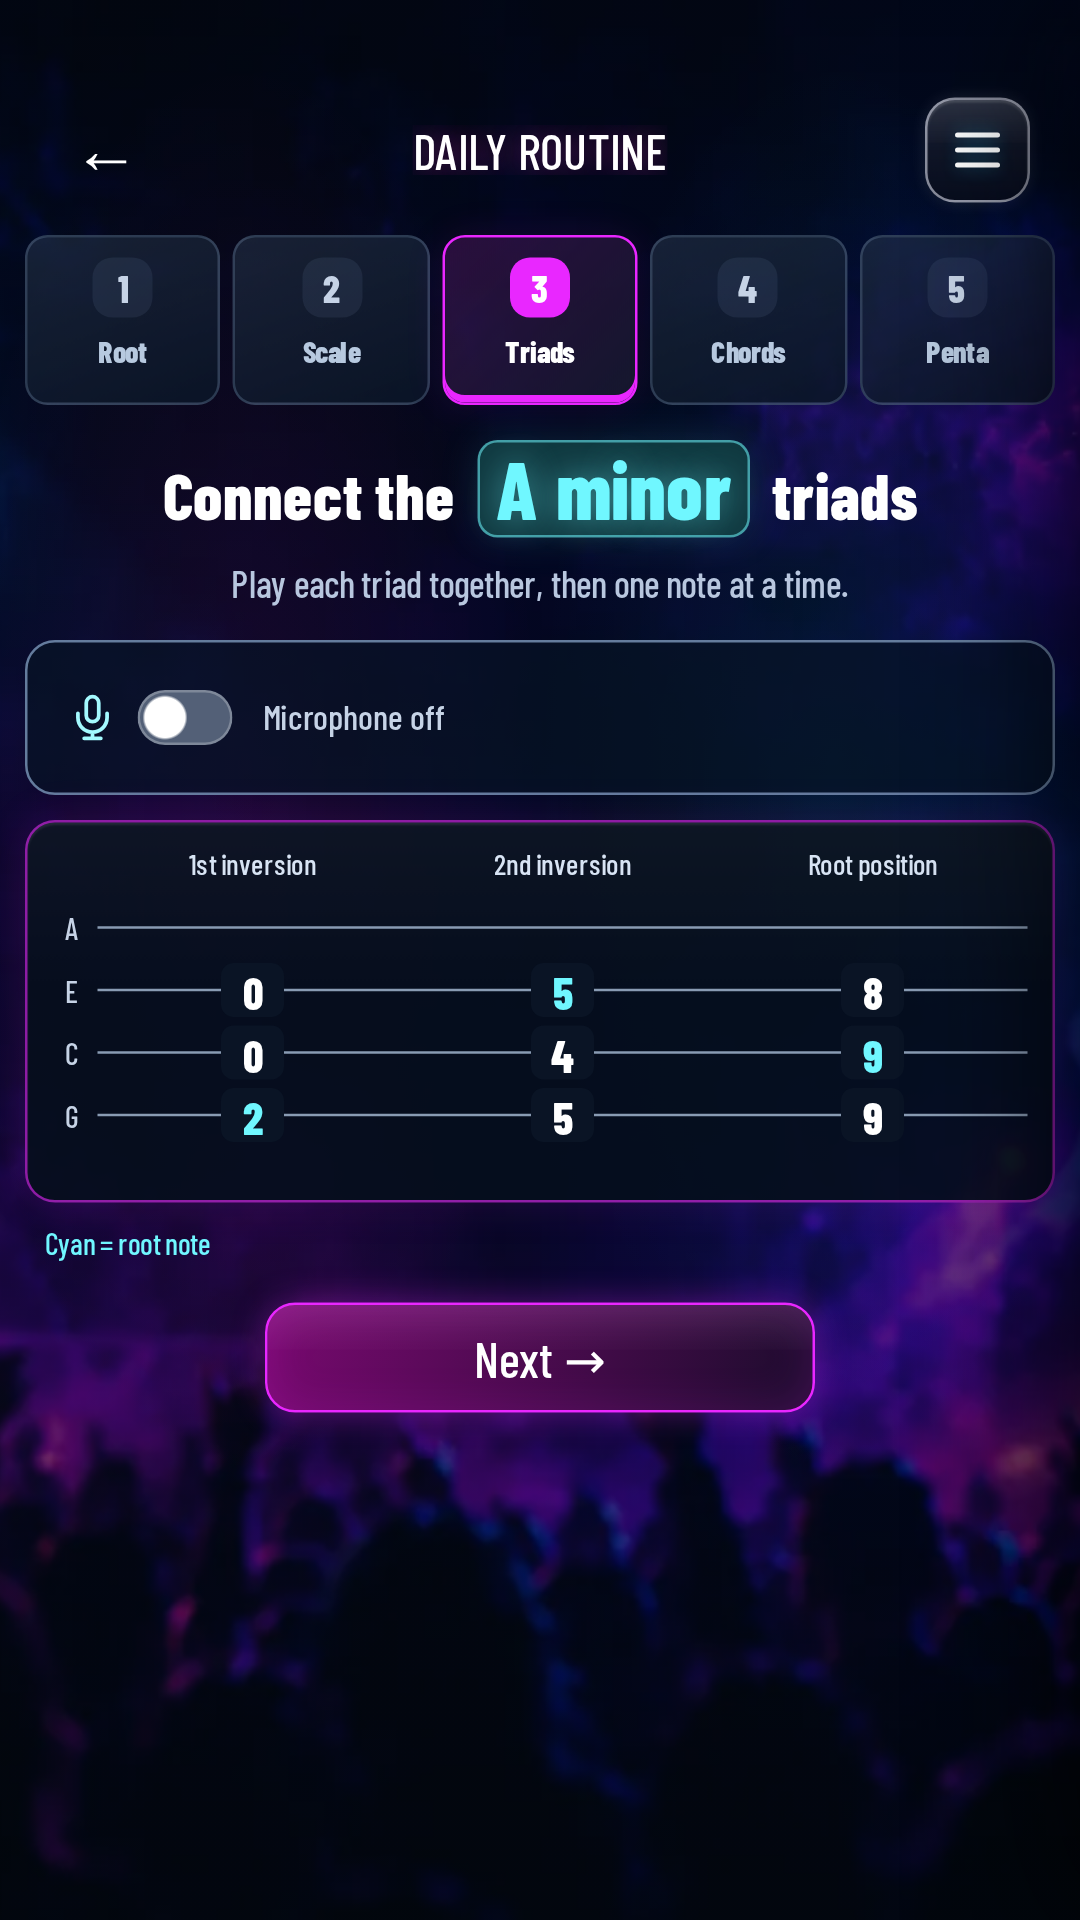 ← DAILY ROUTINE
1 2 3 4 5
Root Scale Triads Chords Penta
Connect the A minor triads
Play each triad together, then one note at a time.
Microphone off
1st inversion 2nd inversion Root position
A
E 0 5 8
C 0 4 9
G 2 5 9
Cyan = root note
Next →